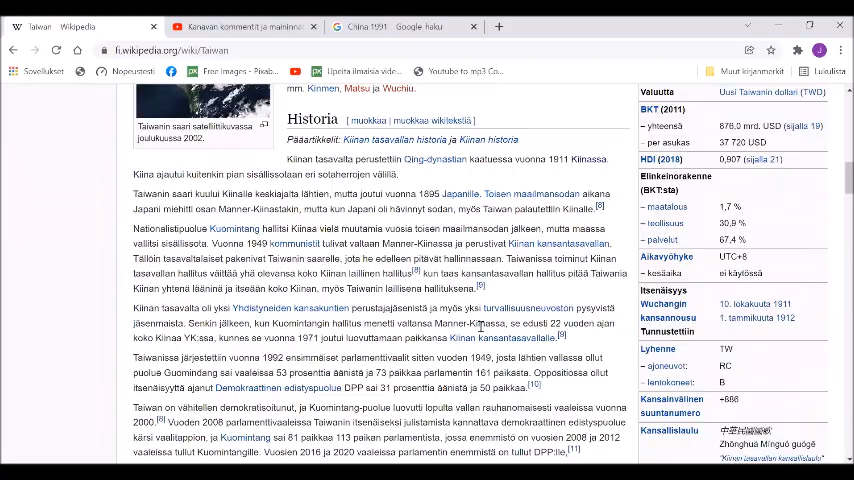 Taiwan – Wikipedia
Kanavan kommentit ja maininnat
China 1991 - Google-haku
fi.wikipedia.org/wiki/Taiwan
J
Sovellukset
Nopeustesti
Free Images - Pixab...
Upeita ilmaisia vide...
Youtube to mp3 Co...
Muut kirjanmerkit
Lukulista
Taiwanin saari satelliittikuvassa
joulukuussa 2002.
mm. Kinmen, Matsu ja Wuchiu.
Historia [ muokkaa | muokkaa wikitekstiä ]
Pääartikkelit: Kiinan tasavallan historia ja Kiinan historia
Kiinan tasavalta perustettiin Qing-dynastian kaatuessa vuonna 1911 Kiinassa.
Kiina ajautui kuitenkin pian sisällissotaan eri sotaherrojen välillä.
Taiwanin saari kuului Kiinalle keskiajalta lähtien, mutta joutui vuonna 1895 Japanille. Toisen maailmansodan aikana
Japani miehitti osan Manner-Kiinastakin, mutta kun Japani oli hävinnyt sodan, myös Taiwan palautettiin Kiinalle.[8]
Nationalistipuolue Kuomintang hallitsi Kiinaa vielä muutamia vuosia toisen maailmansodan jälkeen, mutta maassa
vallitsi sisällissota. Vuonna 1949 kommunistit tulivat valtaan Manner-Kiinassa ja perustivat Kiinan kansantasavallan.
Tällöin tasavaltalaiset pakenivat Taiwanin saarelle, jota he edelleen pitävät hallinnassaan. Taiwanissa toiminut Kiinan
tasavallan hallitus väittää yhä olevansa koko Kiinan laillinen hallitus[8] kun taas kansantasavallan hallitus pitää Taiwania
Kiinan yhtenä lääninä ja itseään koko Kiinan, myös Taiwanin laillisena hallituksena.[9]
Kiinan tasavalta oli yksi Yhdistyneiden kansakuntien perustajajäsenistä ja myös yksi turvallisuusneuvoston pysyvistä
jäsenmaista. Senkin jälkeen, kun Kuomintangin hallitus menetti valtansa Manner-Kiinassa, se edusti 22 vuoden ajan
koko Kiinaa YK:ssa, kunnes se vuonna 1971 joutui luovuttamaan paikkansa Kiinan kansantasavallalle.[9]
Taiwanissa järjestettiin vuonna 1992 ensimmäiset parlamenttivaalit sitten vuoden 1949, josta lähtien vallassa ollut
puolue Guomindang sai vaaleissa 53 prosenttia äänistä ja 73 paikkaa parlamentin 161 paikasta. Oppositiossa ollut
itsenäisyyttä ajanut Demokraattinen edistyspuolue DPP sai 31 prosenttia äänistä ja 50 paikkaa.[10]
Taiwan on vähitellen demokratisoitunut, ja Kuomintang-puolue luovutti lopulta vallan rauhanomaisesti vaaleissa vuonna
2000.[8] Vuoden 2008 parlamenttivaaleissa Taiwanin itsenäiseksi julistamista kannattava demokraattinen edistyspuolue
kärsi vaalitappion, ja Kuomintang sai 81 paikkaa 113 paikan parlamentista, jossa enemmistö on vuosien 2008 ja 2012
vaaleissa tullut Kuomintangille. Vuosien 2016 ja 2020 vaaleissa parlamentin enemmistö on tullut DPP:lle,[11]
Valuutta Uusi Taiwanin dollari (TWD)
BKT (2011)
– yhteensä 876,0 mrd. USD (sijalla 19)
– per asukas 37 720 USD
HDI (2018) 0,907 (sijalla 21)
Elinkeinorakenne
(BKT:sta)
– maatalous 1,7 %
– teollisuus 30,9 %
– palvelut 67,4 %
Aikavyöhyke UTC+8
– kesäaika ei käytössä
Itsenäisyys
Wuchangin 10. lokakuuta 1911
kansannousu 1. tammikuuta 1912
Tunnustettiin
Lyhenne TW
– ajoneuvot: RC
– lentokoneet: B
Kansainvälinen +886
suuntanumero
Kansallislaulu 中華民國國歌
Zhōnghuá Mínguó guógē
"Kiinan tasavallan kansallislaulu"